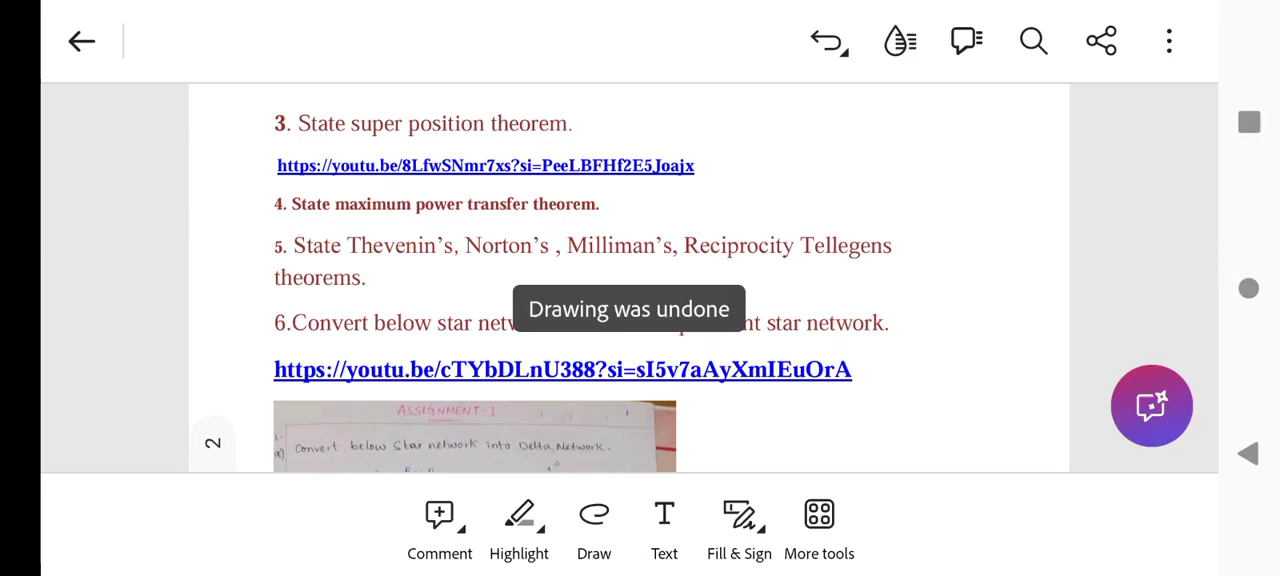 3. State super position theorem.
https://youtu.be/8LfwSNmr7xs?si=PeeLBFHf2E5Joajx
4. State maximum power transfer theorem.
5. State Thevenin’s, Norton’s , Milliman’s, Reciprocity Tellegens
theorems.
Drawing was undone
6.Convert below star star network.
https://youtu.be/cTYbDLnU388?si=sI5v7aAyXmIEuOrA
ASSIGNMENT-1
1.
a) Convert below Star network into Delta Network.
2
Comment Highlight Draw Text Fill & Sign More tools